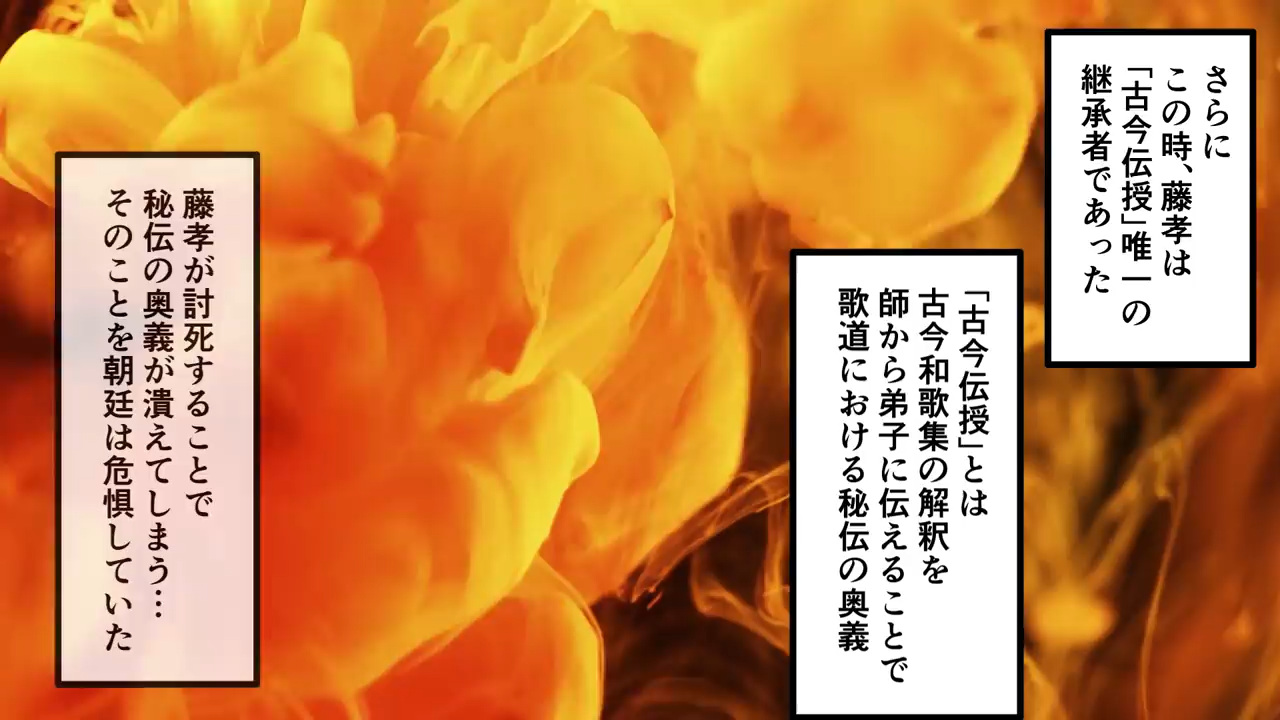 さらに
この時、藤孝は
「古今伝授」唯一の
継承者であった
「古今伝授」とは
古今和歌集の解釈を
師から弟子に伝えることで
歌道における秘伝の奥義
藤孝が討死することで
秘伝の奥義が潰えてしまう…
そのことを朝廷は危惧していた